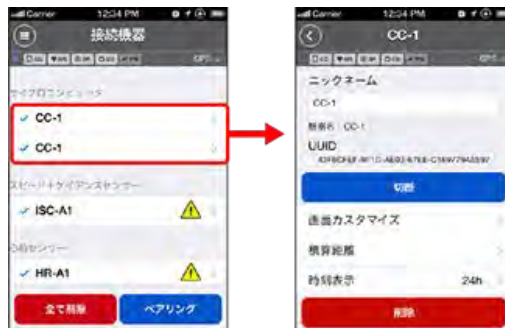 Carrier 12:34 PM
接続機器
マイクロコンピュータ
CC-1
CC-1
スピード+ケイデンスセンサー
ISC-A1
心拍センサー
HR-A1
全て削除 ペアリング
Carrier 12:34 PM
CC-1
ニックネーム
CC-1
機器名 CC-1
UUID
切断
画面カスタマイズ
積算距離
時刻表示 24h
削除